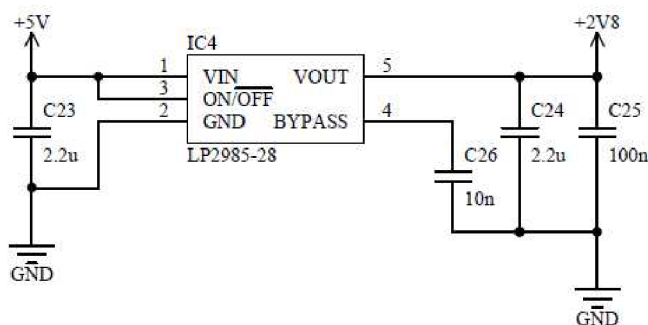 +5V
+2V8
IC4
1 VIN VOUT 5
3 ON/OFF
2 GND BYPASS 4
LP2985-28
C23
2.2u
C26
10n
C24
2.2u
C25
100n
GND
GND